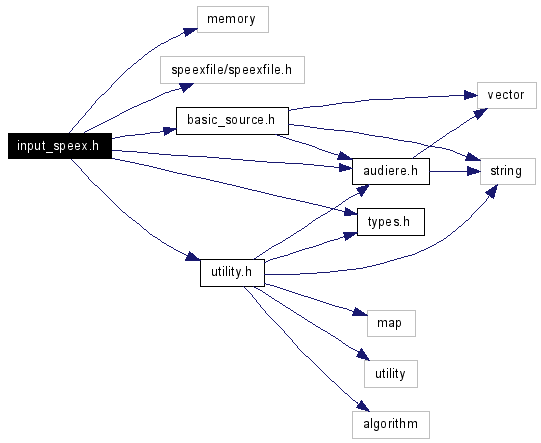 memory
speexfile/speexfile.h
vector
basic_source.h
input_speex.h
audiere.h
string
types.h
utility.h
map
utility
algorithm